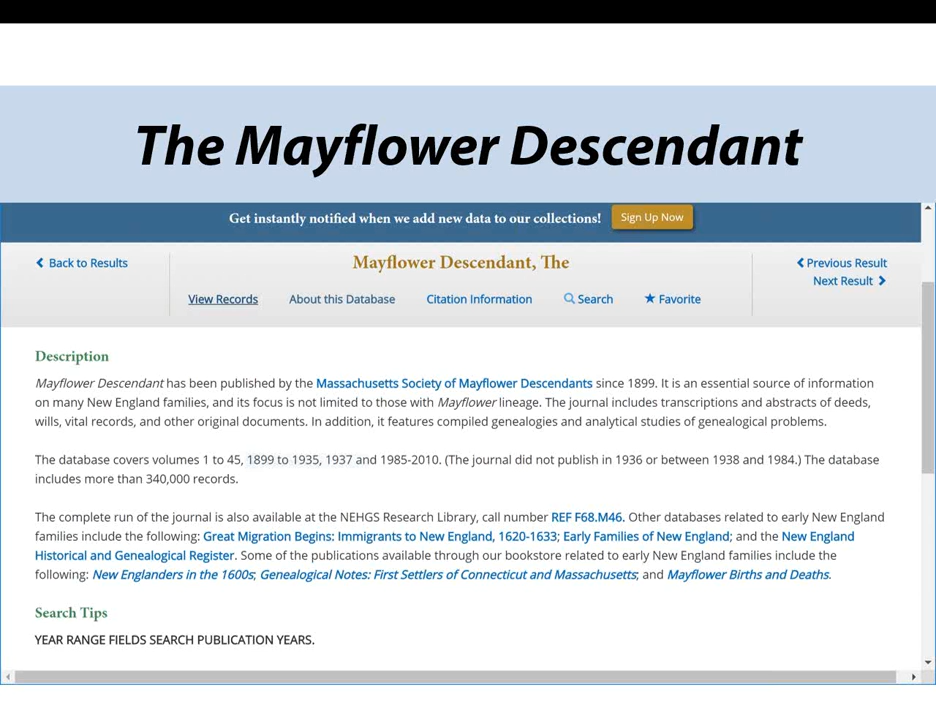 The Mayflower Descendant
Get instantly notified when we add new data to our collections! Sign Up Now
Back to Results
Mayflower Descendant, The
Previous Result
Next Result
View Records About this Database Citation Information Search Favorite
Description
Mayflower Descendant has been published by the Massachusetts Society of Mayflower Descendants since 1899. It is an essential source of information
on many New England families, and its focus is not limited to those with Mayflower lineage. The journal includes transcriptions and abstracts of deeds,
wills, vital records, and other original documents. In addition, it features compiled genealogies and analytical studies of genealogical problems.
The database covers volumes 1 to 45, 1899 to 1935, 1937 and 1985-2010. (The journal did not publish in 1936 or between 1938 and 1984.) The database
includes more than 340,000 records.
The complete run of the journal is also available at the NEHGS Research Library, call number REF F68.M46. Other databases related to early New England
families include the following: Great Migration Begins: Immigrants to New England, 1620-1633; Early Families of New England; and the New England
Historical and Genealogical Register. Some of the publications available through our bookstore related to early New England families include the
following: New Englanders in the 1600s; Genealogical Notes: First Settlers of Connecticut and Massachusetts; and Mayflower Births and Deaths.
Search Tips
YEAR RANGE FIELDS SEARCH PUBLICATION YEARS.